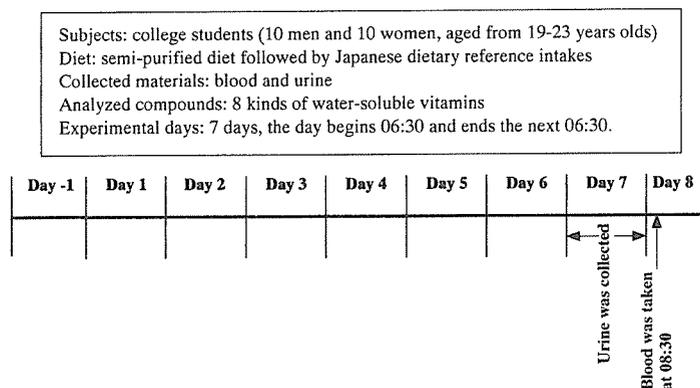 Subjects: college students (10 men and 10 women, aged from 19-23 years olds)
Diet: semi-purified diet followed by Japanese dietary reference intakes
Collected materials: blood and urine
Analyzed compounds: 8 kinds of water-soluble vitamins
Experimental days: 7 days, the day begins 06:30 and ends the next 06:30.
Day -1 Day 1 Day 2 Day 3 Day 4 Day 5 Day 6 Day 7 Day 8
Urine was collected
Blood was taken
at 08:30